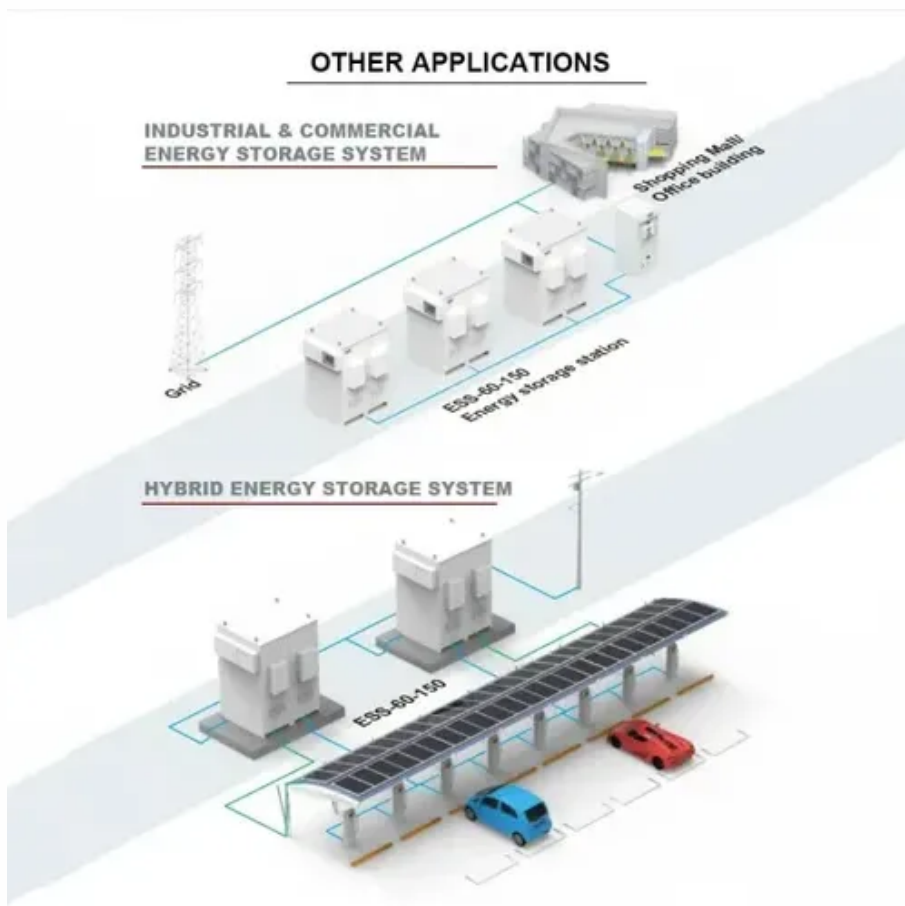 OTHER APPLICATIONS
INDUSTRIAL & COMMERCIAL
ENERGY STORAGE SYSTEM
Shopping Mall/
Office building
Grid
ESS-60-150
Energy storage station
HYBRID ENERGY STORAGE SYSTEM
ESS-60-150